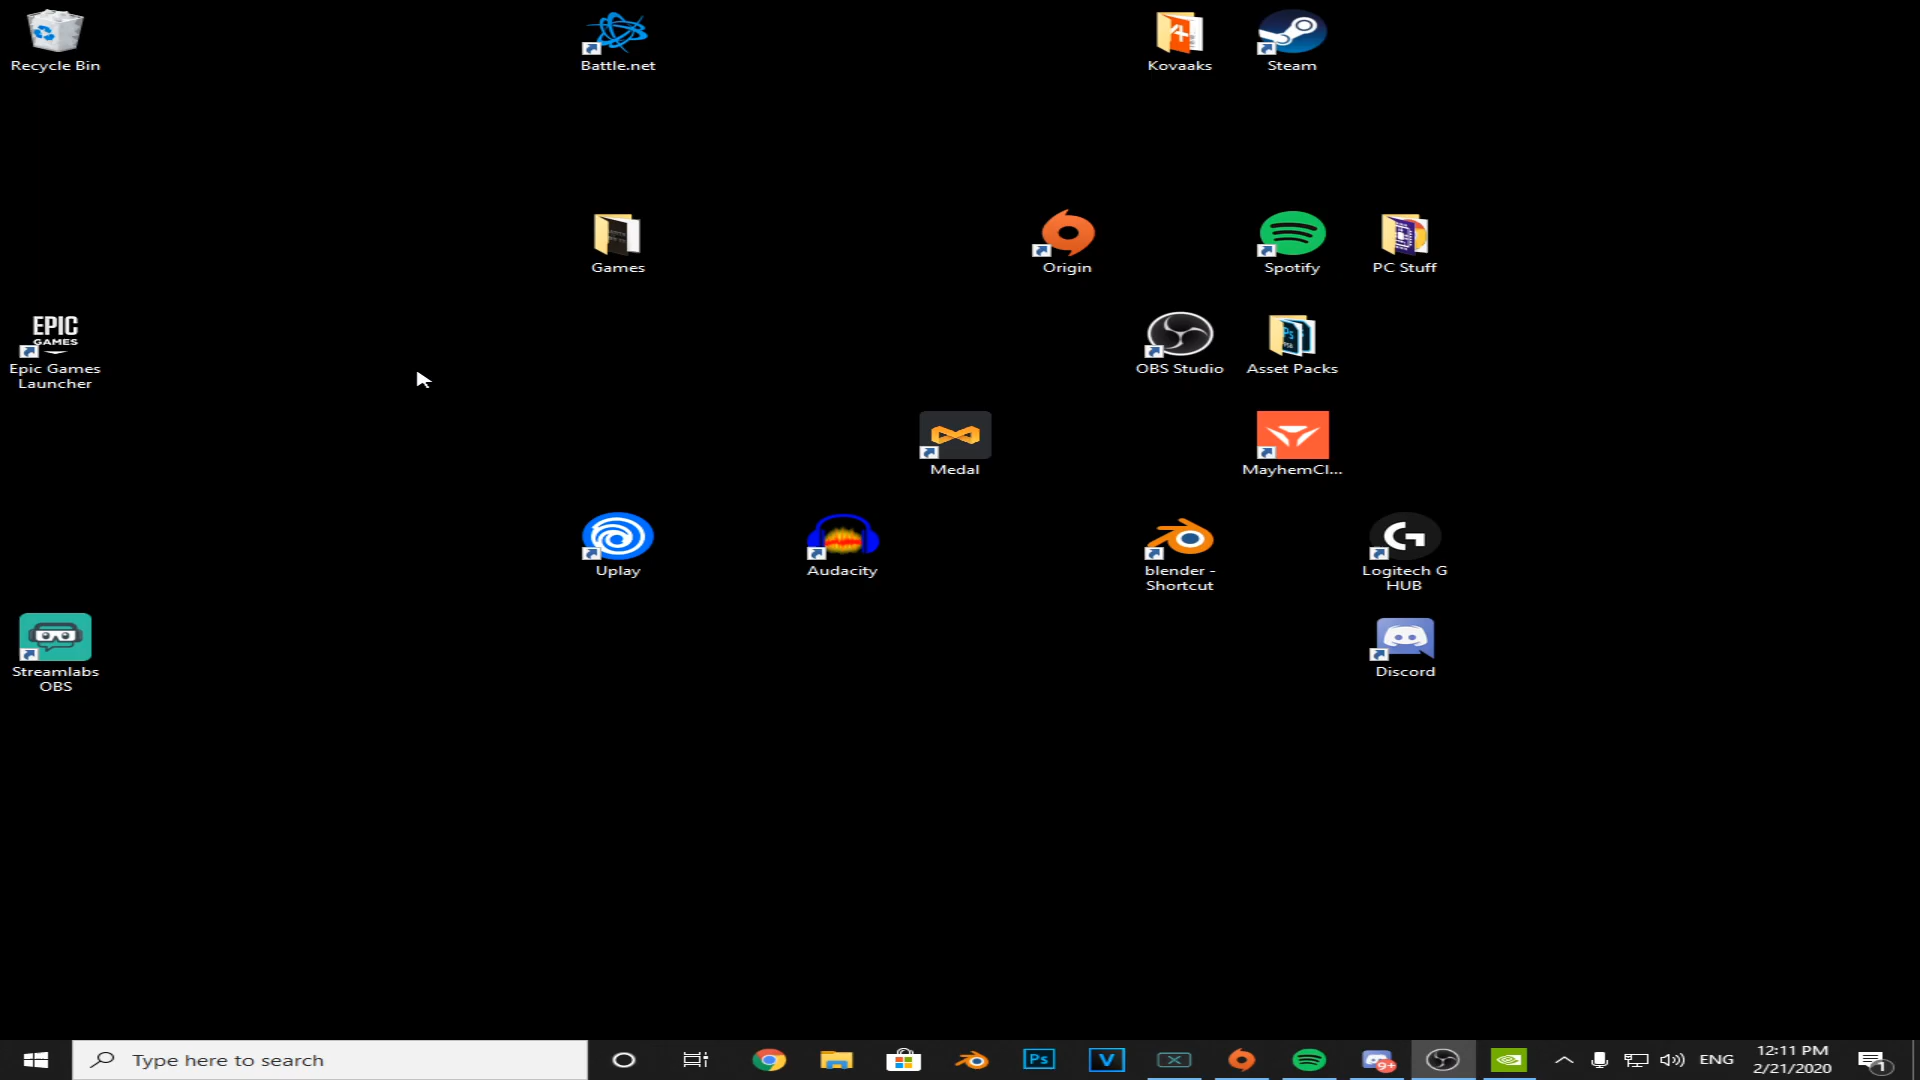 Recycle Bin
Battle.net
Kovaaks
Steam
Games
Origin
Spotify
PC Stuff
EPIC
GAMES
Epic Games
Launcher
OBS Studio
Asset Packs
Medal
MayhemCl...
Uplay
Audacity
blender -
Shortcut
Logitech G
HUB
Streamlabs
OBS
Discord
Type here to search
Ps
V
9+
ENG
12:11 PM
2/21/2020
1